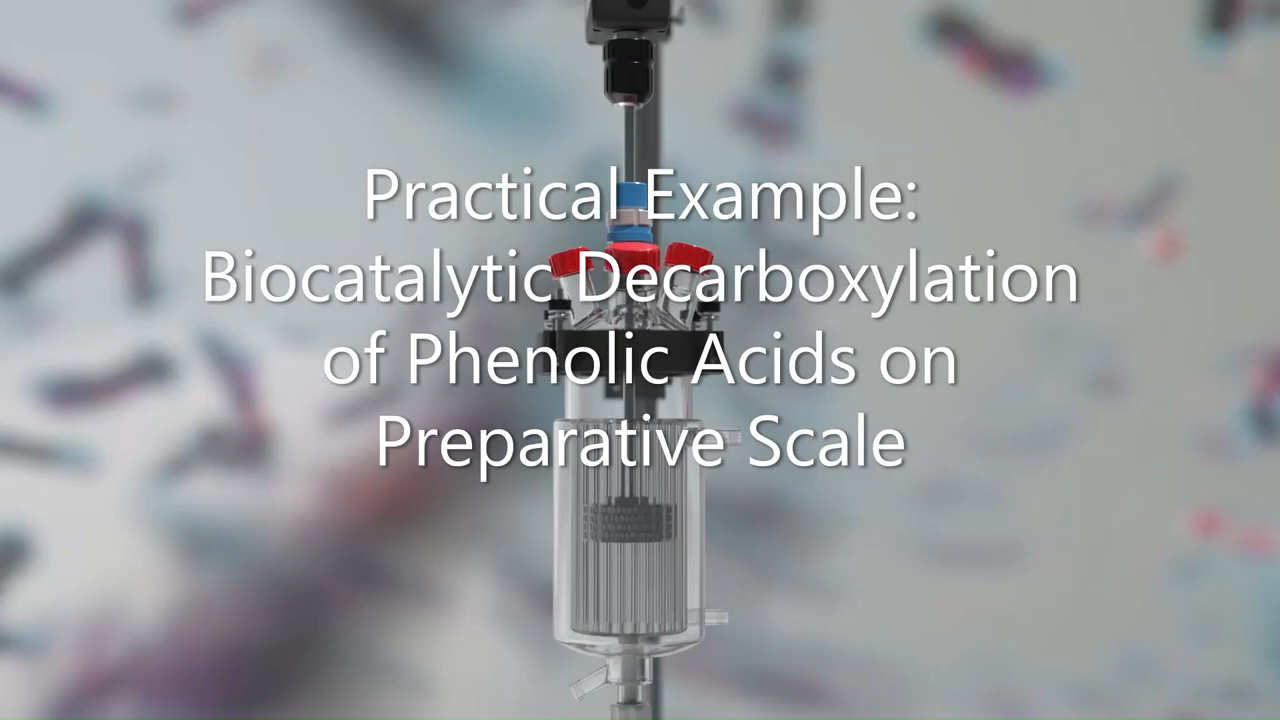 Practical Example:
Biocatalytic Decarboxylation
of Phenolic Acids on
Preparative Scale